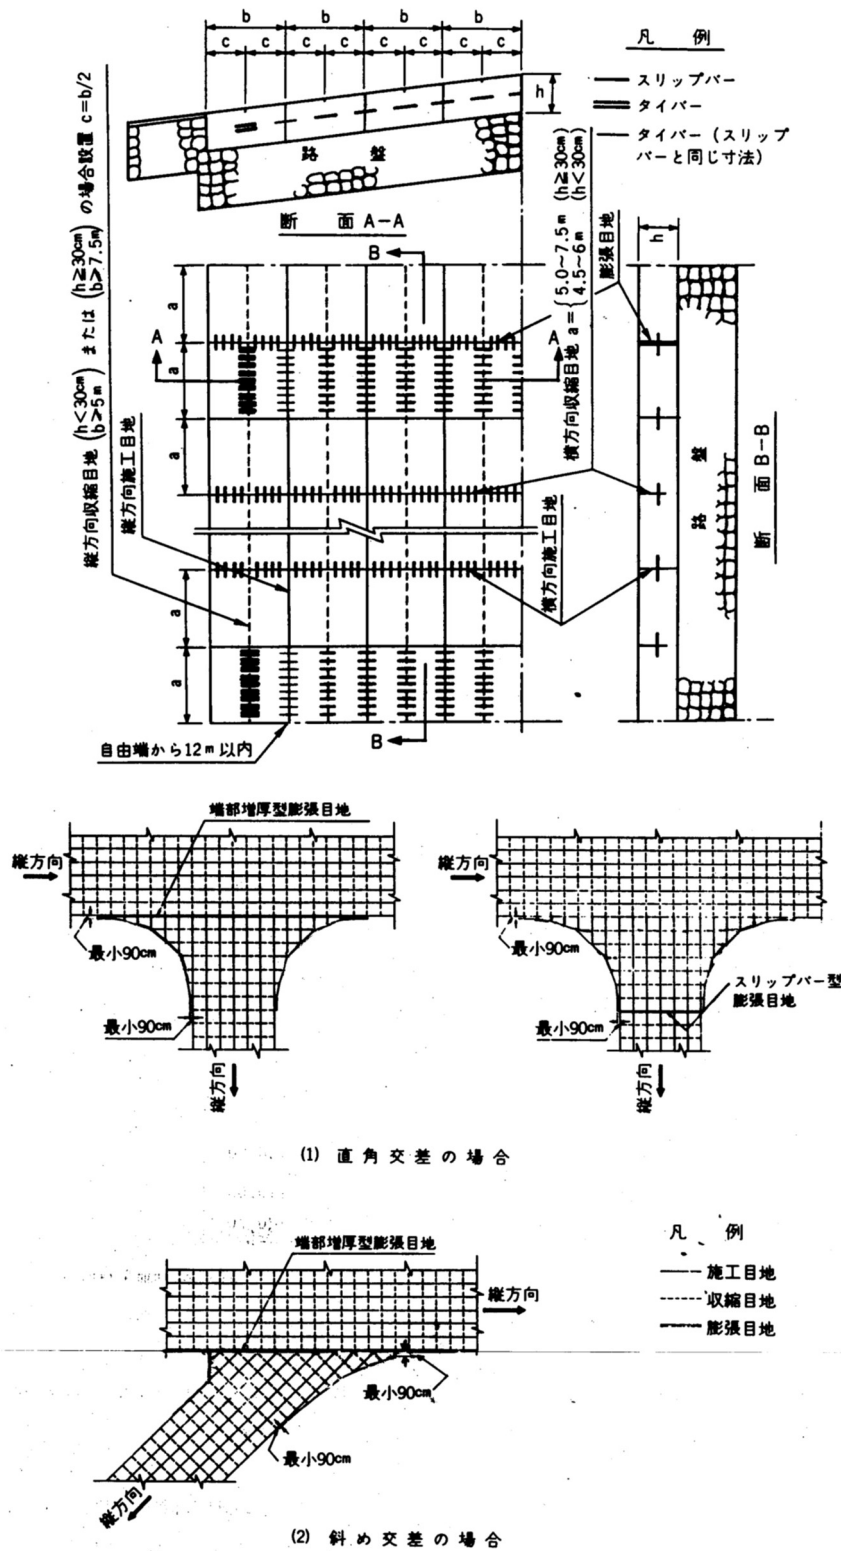 b b b b
c c c c c c c c
凡 例
スリップバー
タイバー
タイバー(スリップ
バーと同じ寸法)
h
路 盤
断 面 A-A
縦方向収縮目地 (h<30cm b>5m) または (h≧30cm b>7.5m) の場合設置 c=b/2
縦方向施工目地
横方向収縮目地 a={5.0~7.5m (h≧30cm) 4.5~6m (h<30cm)
膨張目地
横方向施工目地
B
A A
a
a
a
a
a
B
自由端から12m以内
h
路 盤
断 面 B-B
端部増厚型膨張目地
縦方向
最小90cm
最小90cm
縦方向
縦方向
最小90cm
スリップバー型
膨張目地
最小90cm
縦方向
(1) 直角交差の場合
端部増厚型膨張目地
縦方向
最小90cm
最小90cm
縦方向
凡 例
施工目地
収縮目地
膨張目地
(2) 斜め交差の場合